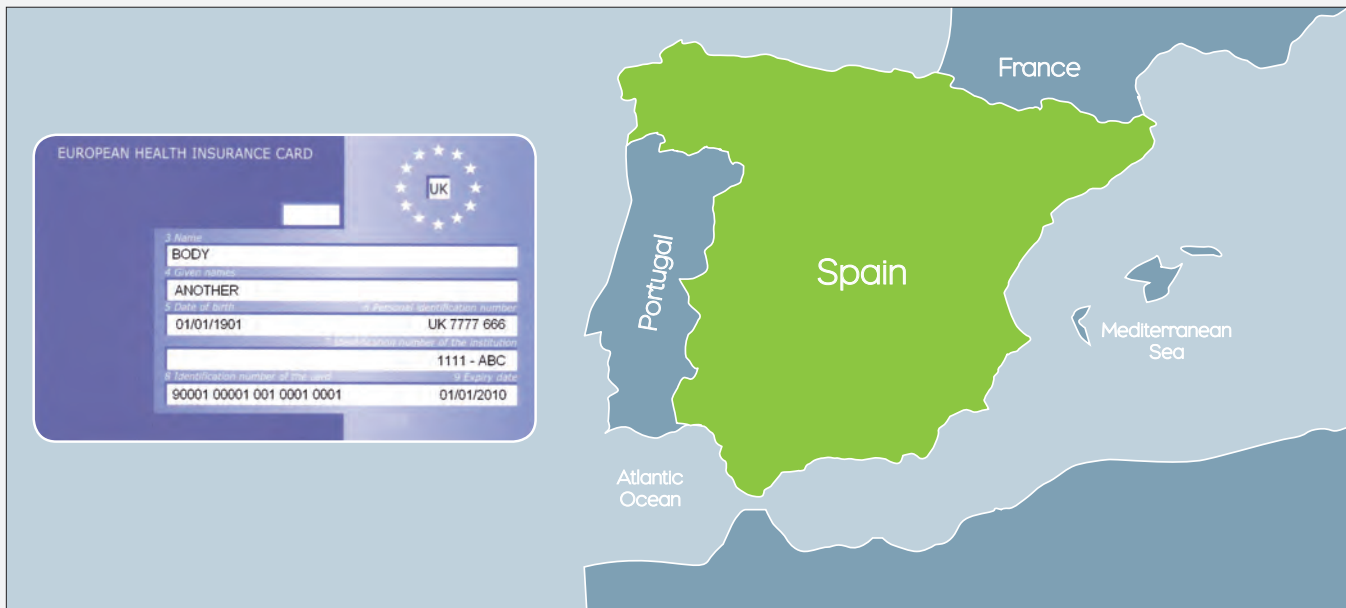 EUROPEAN HEALTH INSURANCE CARD
UK
3 Name
BODY
4 Given names
ANOTHER
5 Date of birth 6 Personal identification number
01/01/1901 UK 7777 666
7 Identification number of the institution
1111 - ABC
8 Identification number of the card 9 Expiry date
90001 00001 001 0001 0001 01/01/2010
France
Portugal
Spain
Mediterranean
Sea
Atlantic
Ocean